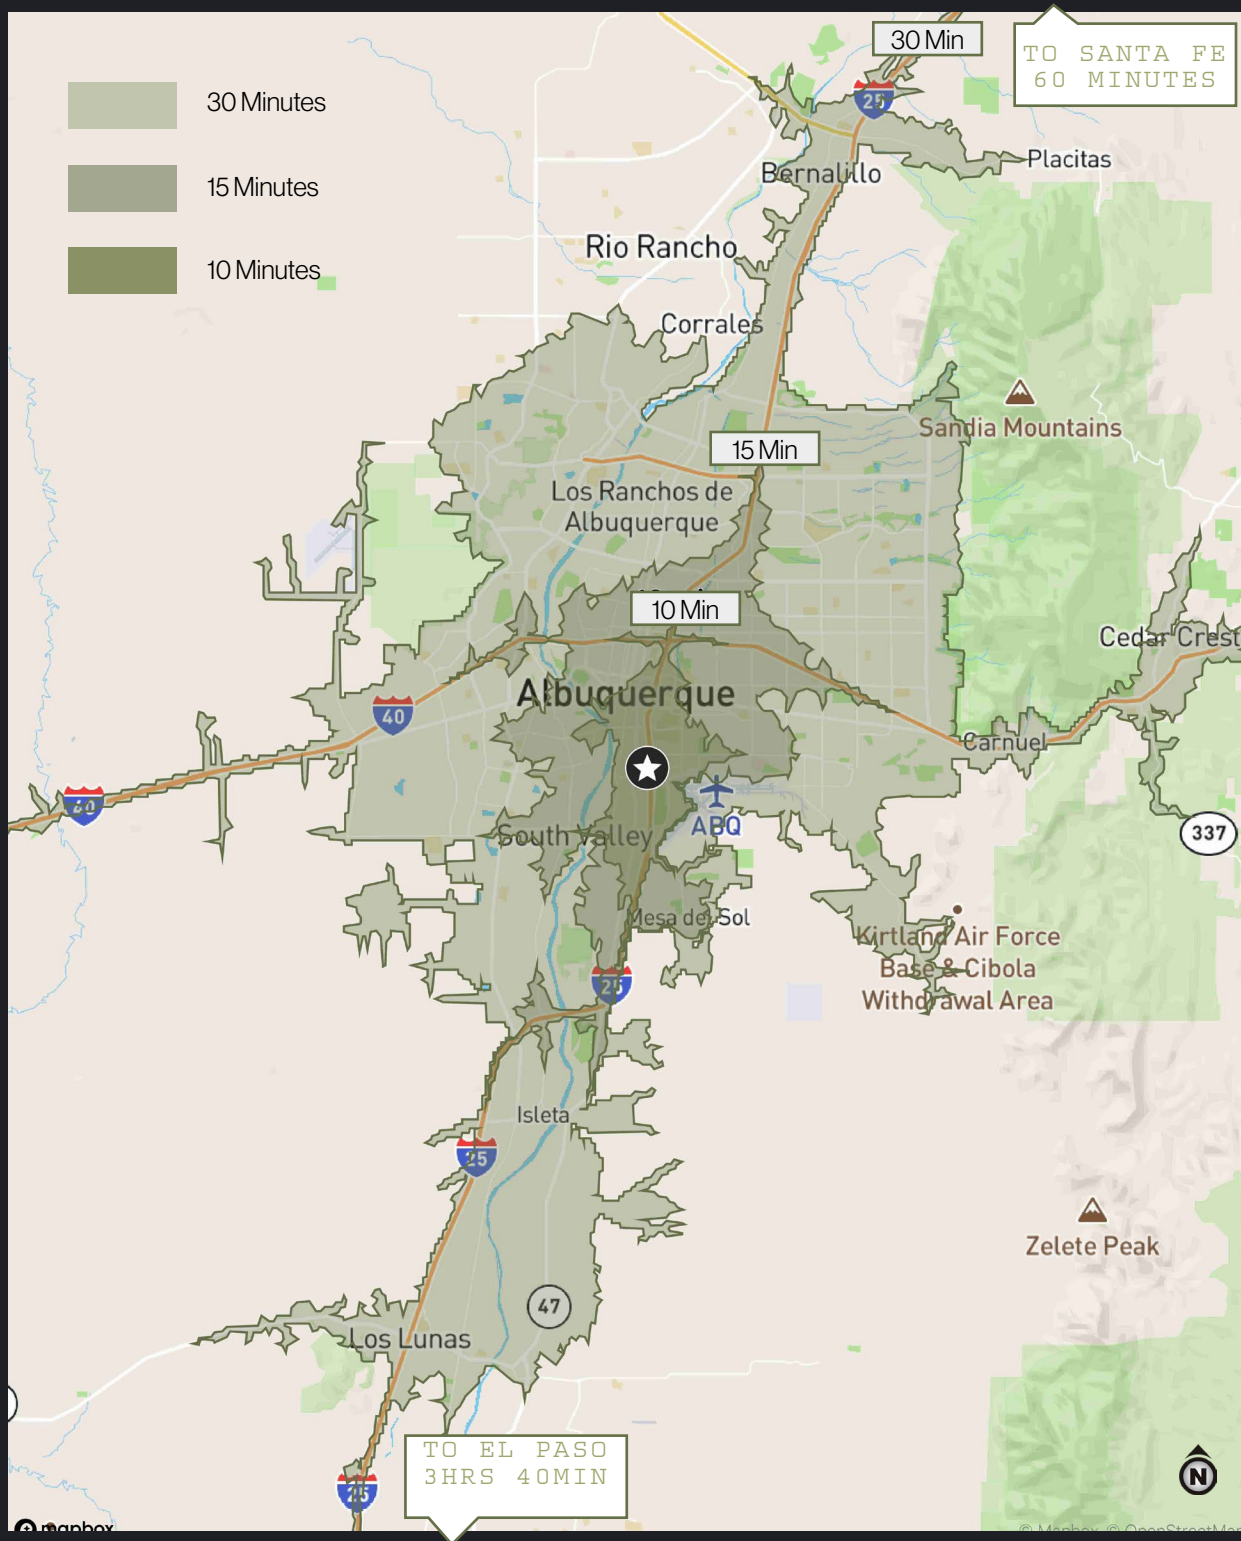 30 Min
TO SANTA FE
60 MINUTES
30 Minutes
25
Placitas
Bernalillo
15 Minutes
Rio Rancho
10 Minutes
Corrales
Sandia Mountains
15 Min
Los Ranchos de
Albuquerque
10 Min
Cedar Crest
Albuquerque
40
Carnuel
40
ABQ
South Valley
337
Mesa del Sol
Kirtland Air Force
Base & Cibola
Withdrawal Area
25
Isleta
25
Zelete Peak
47
Los Lunas
TO EL PASO
3HRS 40MIN
N
25
mapbox
© Mapbox © OpenStreetMap